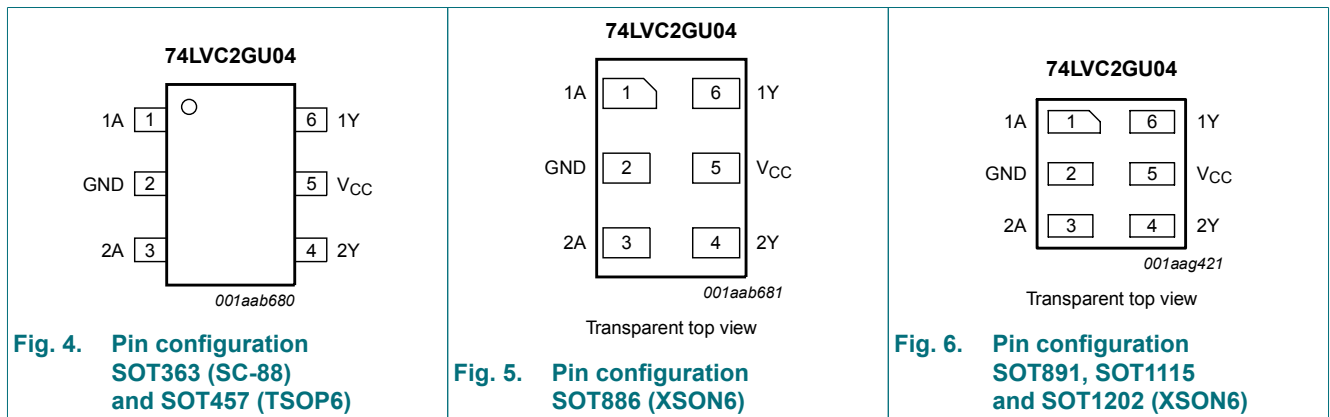 74LVC2GU04
1A 1 6 1Y
GND 2 5 VCC
2A 3 4 2Y
001aab680
Fig. 4. Pin configuration
SOT363 (SC-88)
and SOT457 (TSOP6)
74LVC2GU04
1A 1 6 1Y
GND 2 5 VCC
2A 3 4 2Y
001aab681
Transparent top view
Fig. 5. Pin configuration
SOT886 (XSON6)
74LVC2GU04
1A 1 6 1Y
GND 2 5 VCC
2A 3 4 2Y
001aag421
Transparent top view
Fig. 6. Pin configuration
SOT891, SOT1115
and SOT1202 (XSON6)